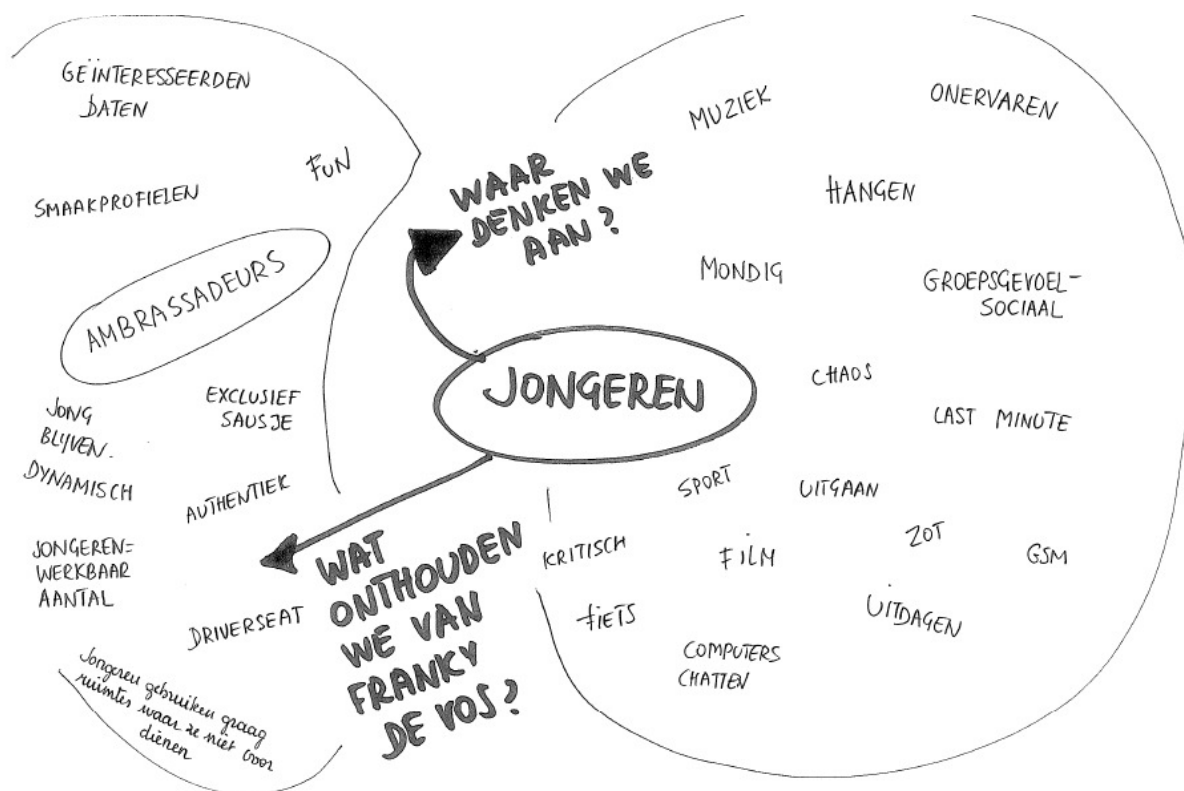 GEÏNTERESSEERDEN
DATEN
FUN
SMAAKPROFIELEN
AMBRASSADEURS
EXCLUSIEF
SAUSJE
JONG
BLIJVEN.
DYNAMISCH
AUTHENTIEK
JONGEREN=
WERKBAAR
AANTAL
DRIVERSEAT
Jongeren gebruiken graag
ruimtes waar ze niet voor
dienen
WAAR
DENKEN WE
AAN?
JONGEREN
WAT
ONTHOUDEN
WE VAN
FRANKY
DE VOS?
MUZIEK
ONERVAREN
HANGEN
MONDIG
GROEPSGEVOEL-
SOCIAAL
CHAOS
LAST MINUTE
SPORT
UITGAAN
ZOT
GSM
KRITISCH
FILM
FIETS
UITDAGEN
COMPUTERS
CHATTEN